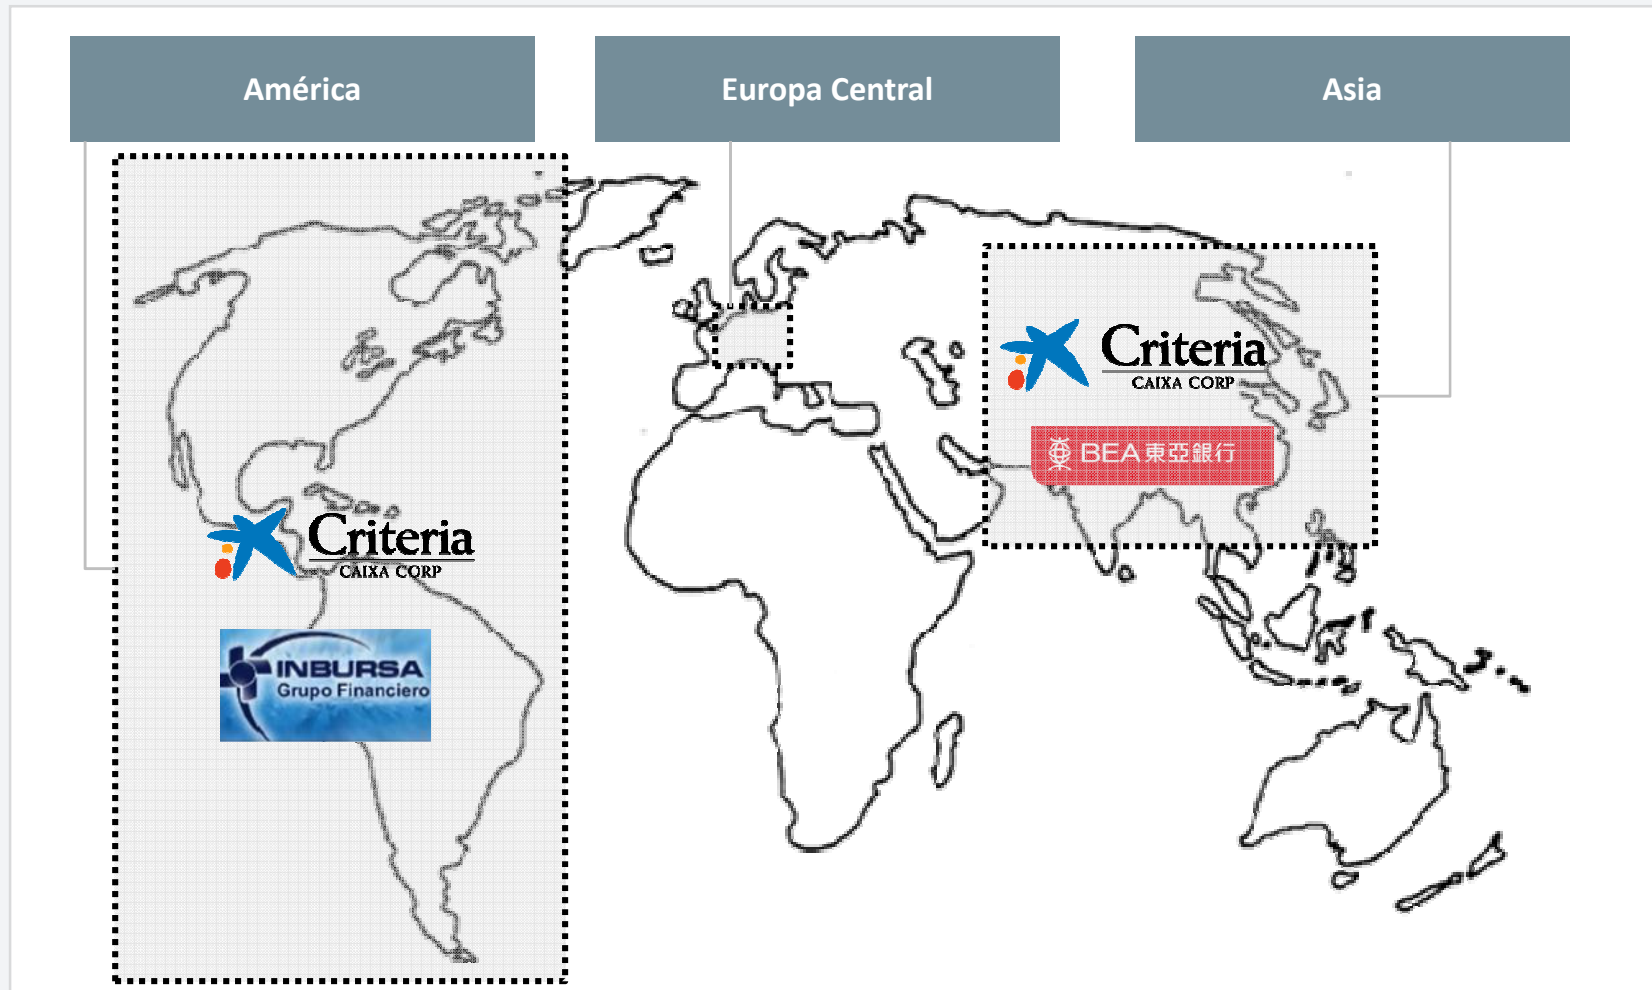 América
Europa Central
Asia
Criteria
CAIXA CORP
BEA東亞銀行
Criteria
CAIXA CORP
INBURSA
Grupo Financiero